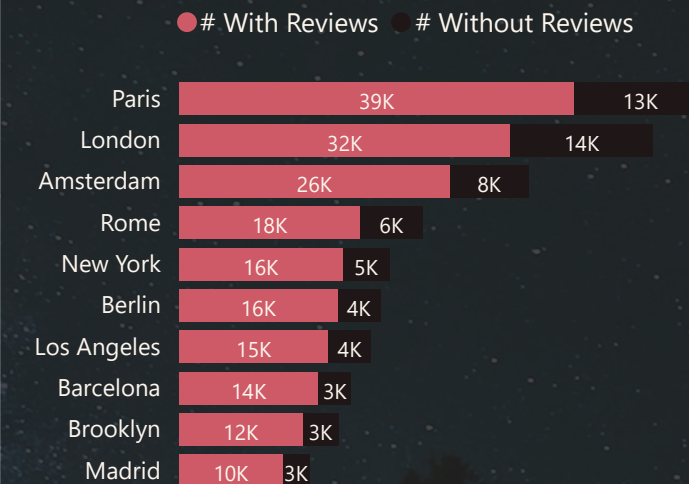 # With Reviews # Without Reviews
Paris 39K 13K
London 32K 14K
Amsterdam 26K 8K
Rome 18K 6K
New York 16K 5K
Berlin 16K 4K
Los Angeles 15K 4K
Barcelona 14K 3K
Brooklyn 12K 3K
Madrid 10K 3K